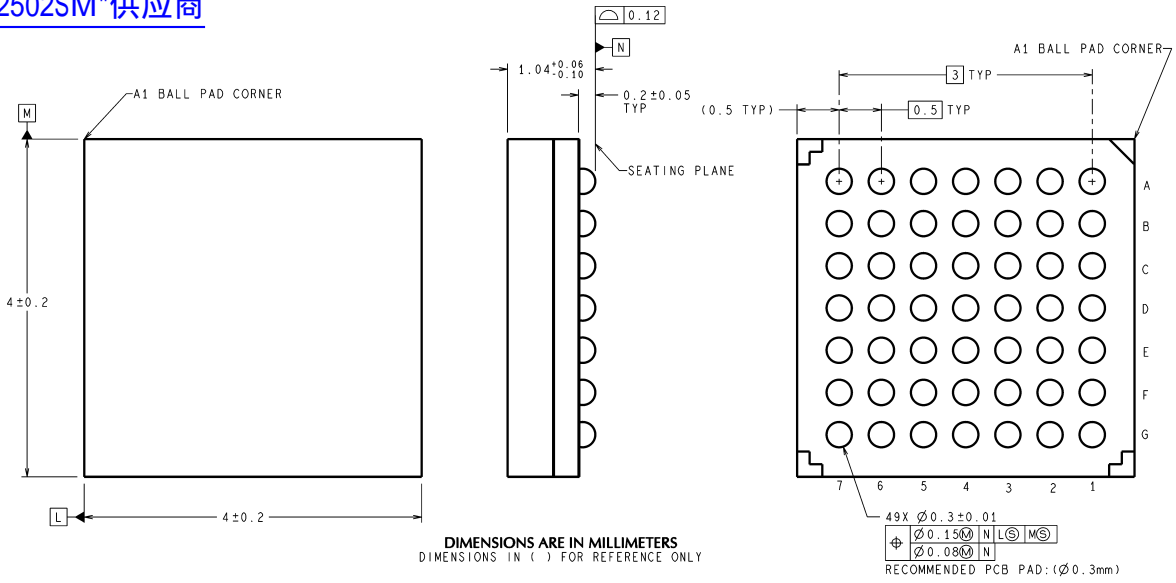 2502SM"供应商
0.12
N
1.04 +0.06 -0.10
A1 BALL PAD CORNER
3 TYP
A1 BALL PAD CORNER
0.2±0.05
TYP
(0.5 TYP)
0.5 TYP
M
SEATING PLANE
A
B
C
4±0.2
D
E
F
G
7 6 5 4 3 2 1
L
4±0.2
49X Ø0.3±0.01
⌖ Ø0.15Ⓜ N LⓈ MⓈ
Ø0.08Ⓜ N
DIMENSIONS ARE IN MILLIMETERS
DIMENSIONS IN ( ) FOR REFERENCE ONLY
RECOMMENDED PCB PAD:(Ø0.3mm)